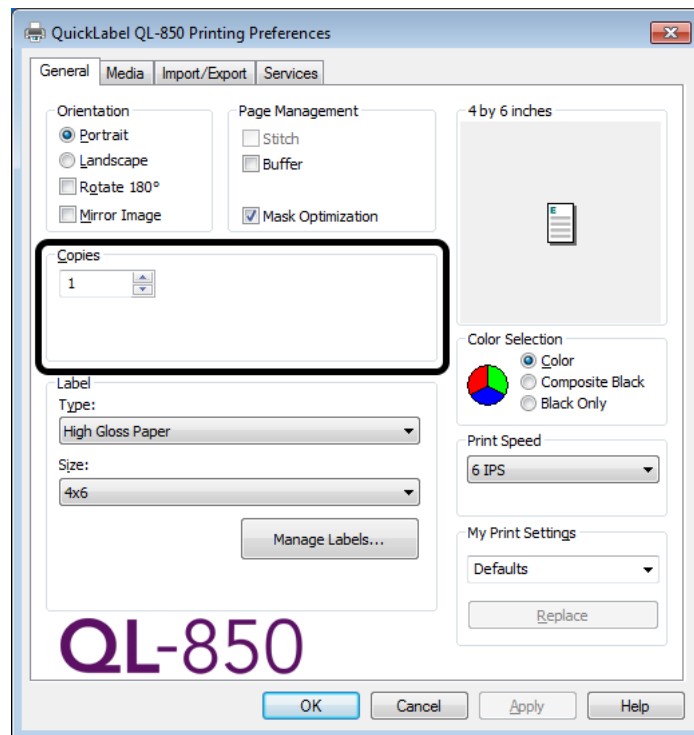 QuickLabel QL-850 Printing Preferences
General Media Import/Export Services
Orientation
Portrait
Landscape
Rotate 180°
Mirror Image
Page Management
Stitch
Buffer
Mask Optimization
4 by 6 inches
E
Copies
1
Color Selection
Color
Composite Black
Black Only
Label
Type:
High Gloss Paper
Size:
4x6
Manage Labels...
Print Speed
6 IPS
My Print Settings
Defaults
Replace
QL-850
OK Cancel Apply Help